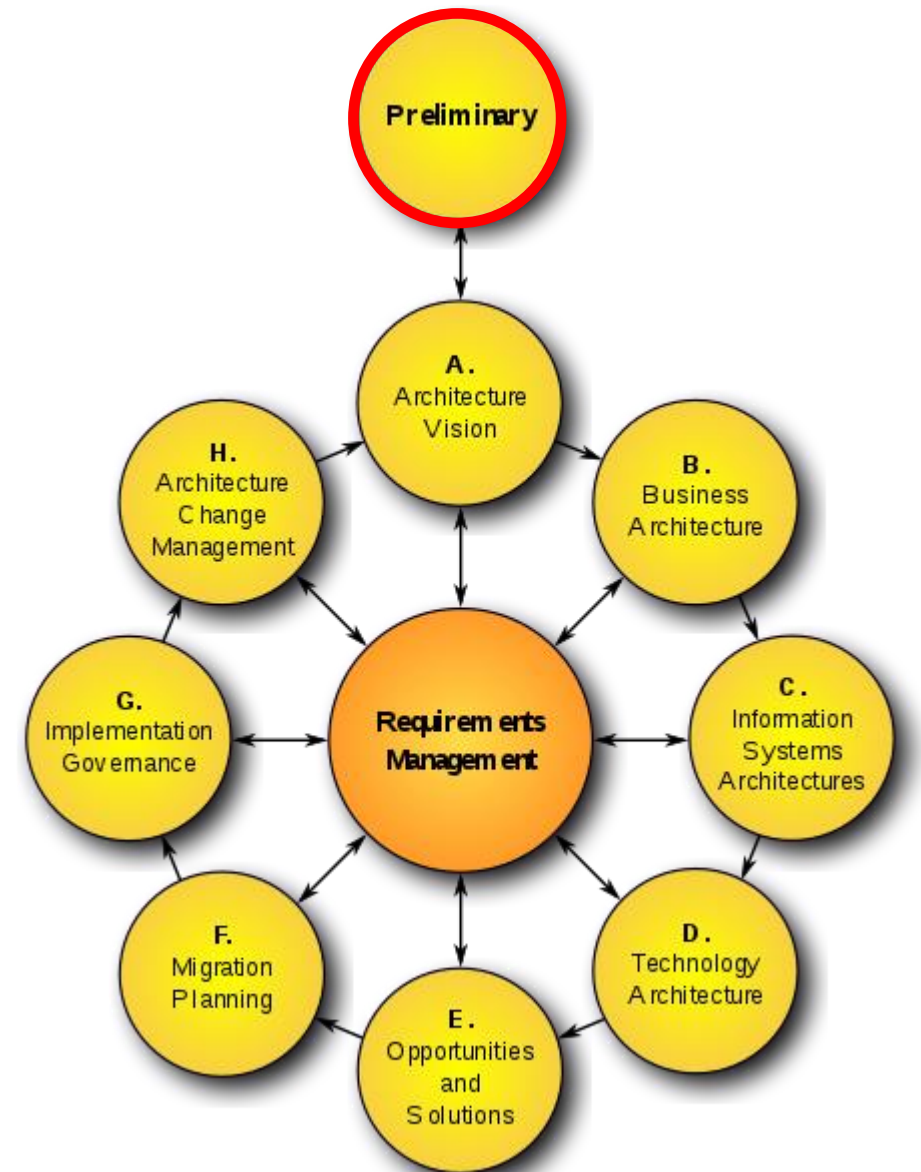 Preliminary
A.
Architecture
Vision
B.
Business
Architecture
C.
Information
Systems
Architectures
D.
Technology
Architecture
E.
Opportunities
and
Solutions
F.
Migration
Planning
G.
Implementation
Governance
H.
Architecture
Change
Management
Requirements
Management